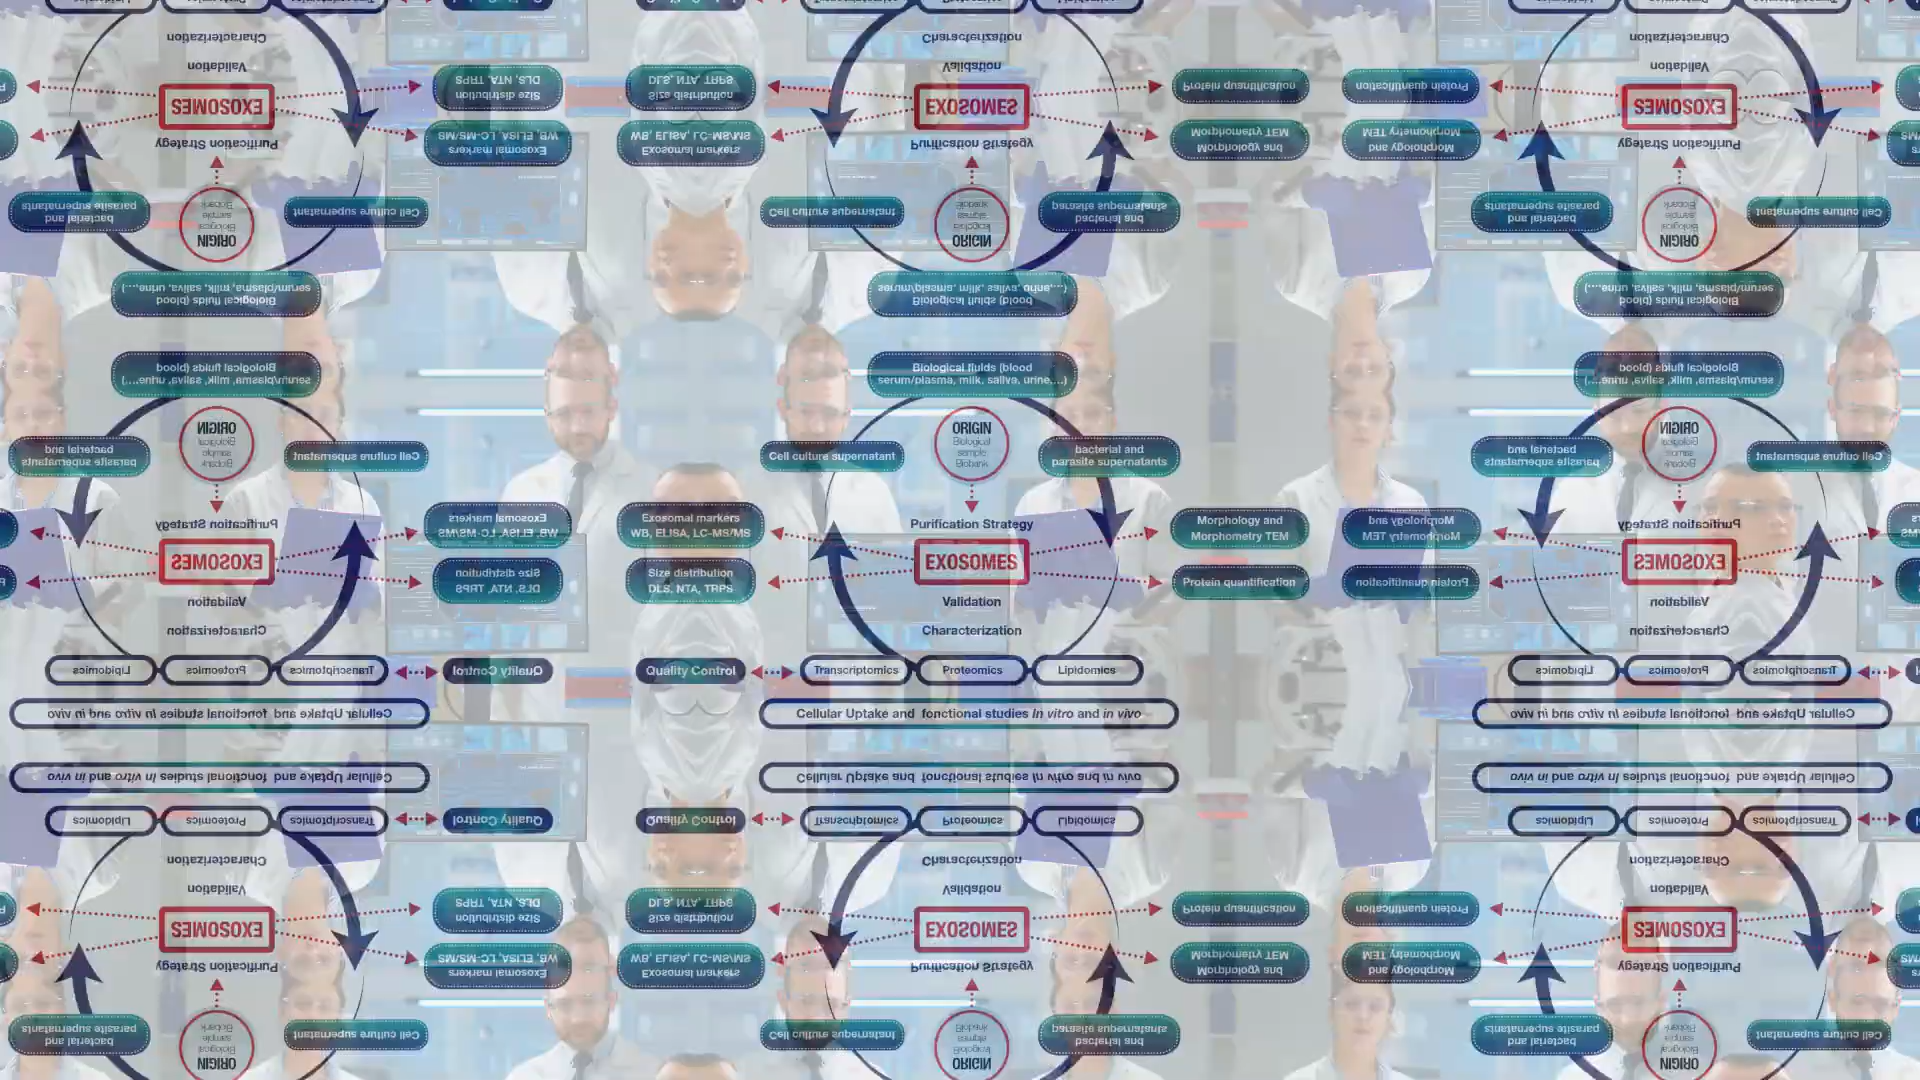 Biological fluids (blood
serum/plasma, milk, salive, urine,...)
ORIGIN
Biological
sample
Biobank
Cell culture supernatant
bacterial and
parasite supernatants
Purification Strategy
Exosomal markers
WB, ELISA, LC-MS/MS
Morphology and
Morphometry TEM
EXOSOMES
Size distribution
DLS, NTA, TRPS
Protein quantification
Validation
Characterization
Quality Control
Transcriptomics
Proteomics
Lipidomics
Cellular Uptake and fonctional studies In vitro and in vivo